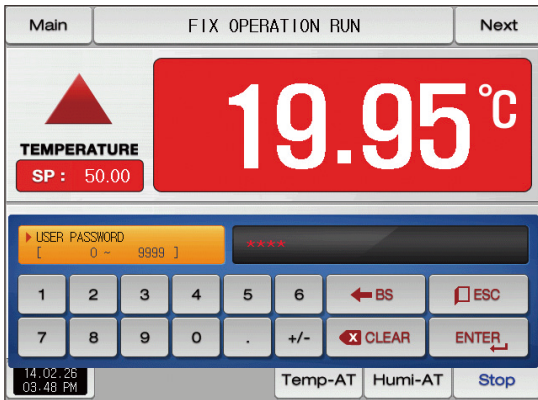 Main FIX OPERATION RUN Next
19.95°C
TEMPERATURE
SP : 50.00
USER PASSWORD
[ 0 ~ 9999 ]
****
1 2 3 4 5 6 BS ESC
7 8 9 0 . +/- CLEAR ENTER
14.02.26
03:48 PM
Temp-AT Humi-AT Stop